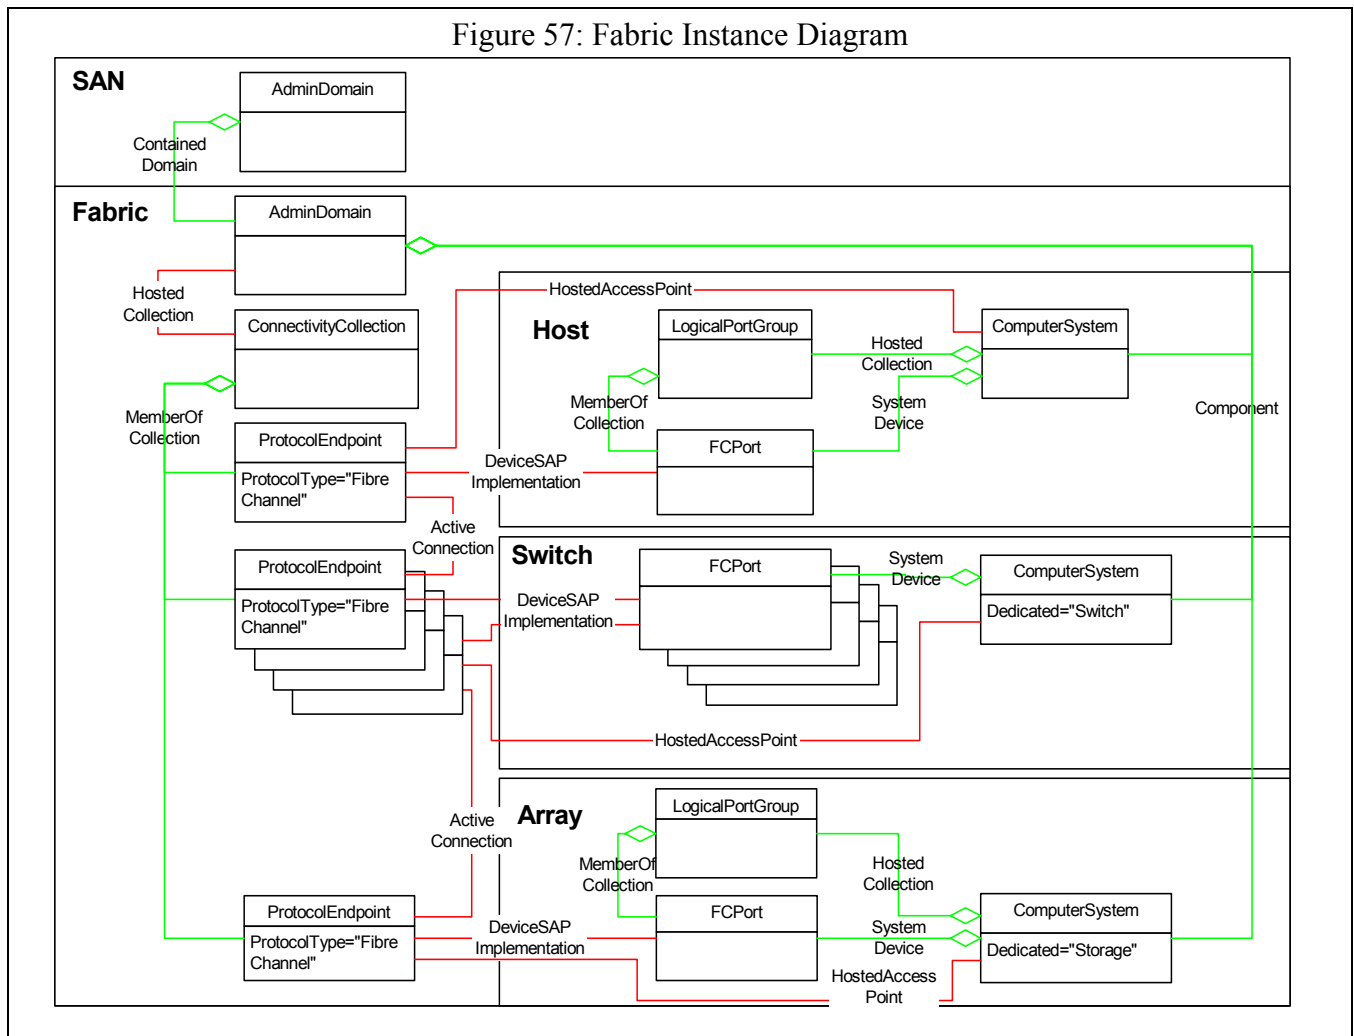 Figure 57: Fabric Instance Diagram
SAN
AdminDomain
Contained
Domain
Fabric
AdminDomain
Hosted
Collection
ConnectivityCollection
MemberOf
Collection
ProtocolEndpoint
ProtocolType="Fibre
Channel"
HostedAccessPoint
Host
LogicalPortGroup
Hosted
Collection
ComputerSystem
MemberOf
Collection
System
Device
Component
DeviceSAP
Implementation
FCPort
Active
Connection
ProtocolEndpoint
ProtocolType="Fibre
Channel"
Switch
DeviceSAP
Implementation
FCPort
System
Device
ComputerSystem
Dedicated="Switch"
HostedAccessPoint
Active
Connection
Array
LogicalPortGroup
MemberOf
Collection
Hosted
Collection
ProtocolEndpoint
ProtocolType="Fibre
Channel"
DeviceSAP
Implementation
FCPort
System
Device
ComputerSystem
Dedicated="Storage"
HostedAccess
Point